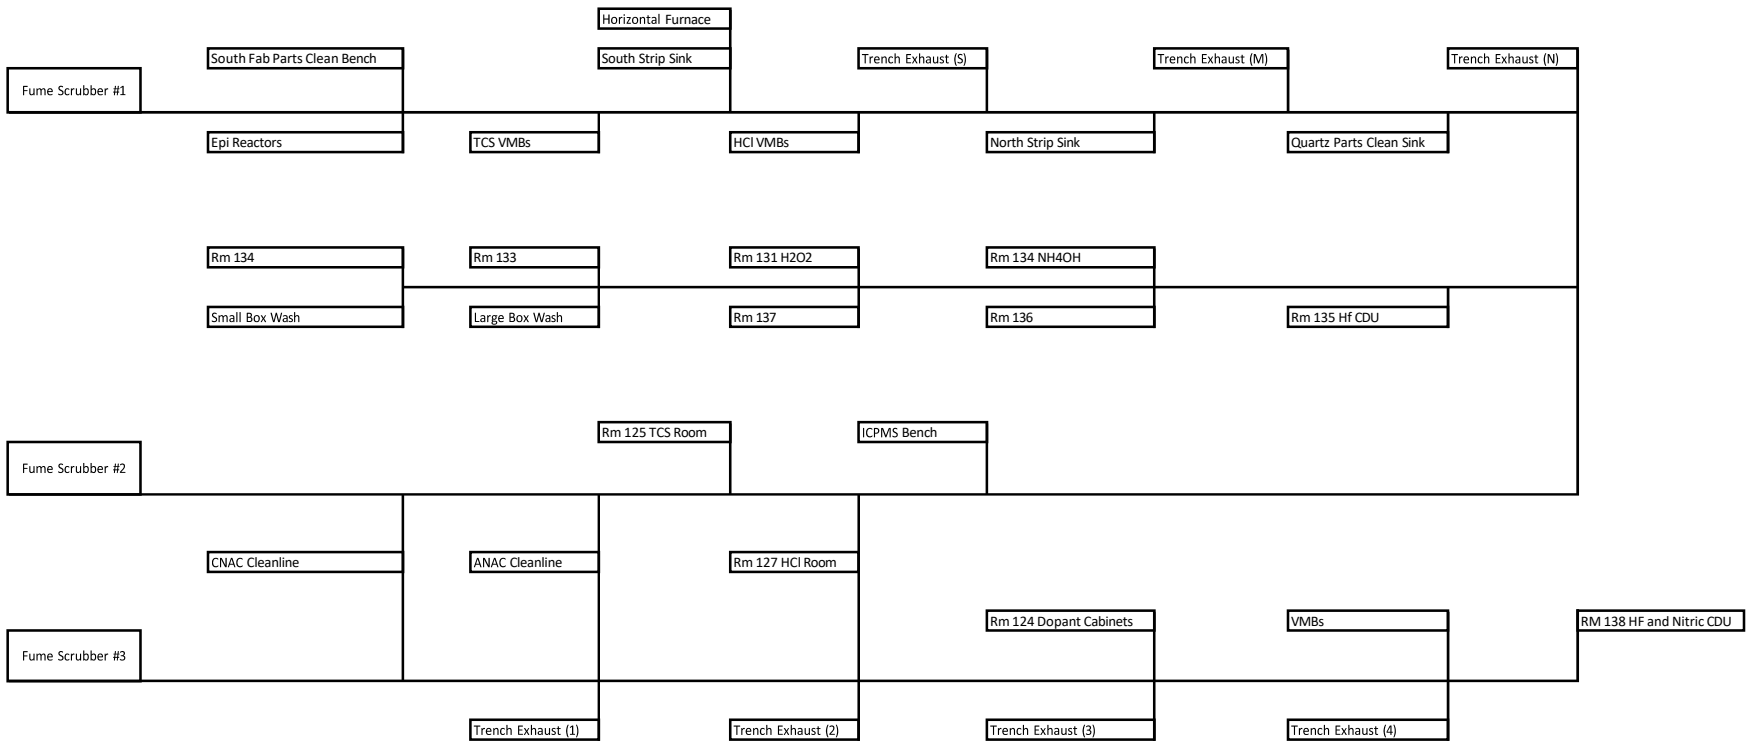 Horizontal Furnace
South Fab Parts Clean Bench
South Strip Sink
Trench Exhaust (S)
Trench Exhaust (M)
Trench Exhaust (N)
Fume Scrubber #1
Epi Reactors
TCS VMBs
HCl VMBs
North Strip Sink
Quartz Parts Clean Sink
Rm 134
Rm 133
Rm 131 H2O2
Rm 134 NH4OH
Small Box Wash
Large Box Wash
Rm 137
Rm 136
Rm 135 Hf CDU
Rm 125 TCS Room
ICPMS Bench
Fume Scrubber #2
CNAC Cleanline
ANAC Cleanline
Rm 127 HCl Room
Rm 124 Dopant Cabinets
VMBs
RM 138 HF and Nitric CDU
Fume Scrubber #3
Trench Exhaust (1)
Trench Exhaust (2)
Trench Exhaust (3)
Trench Exhaust (4)